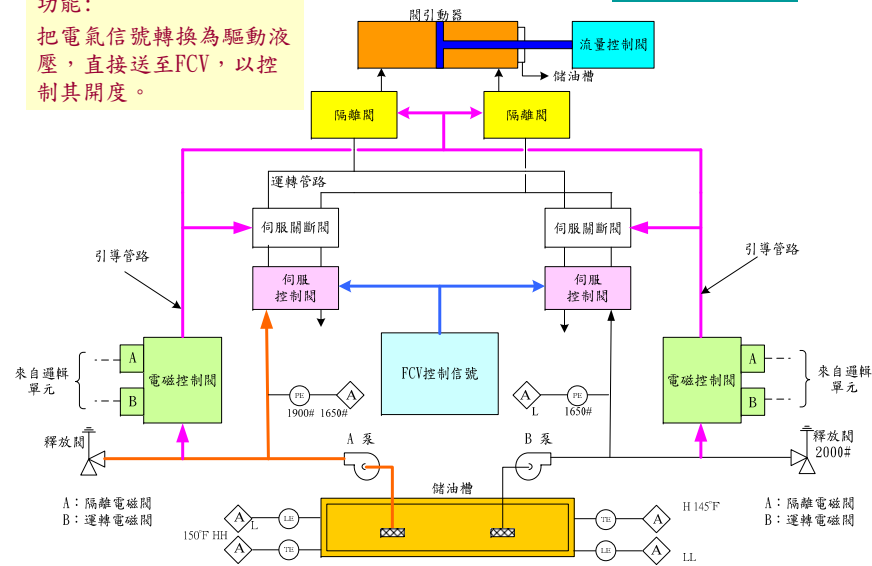 功能:
把電氣信號轉換為驅動液
壓，直接送至FCV，以控
制其開度。
閥引動器
流量控制閥
儲油槽
隔離閥
隔離閥
運轉管路
伺服關斷閥
伺服關斷閥
引導管路
引導管路
伺服
控制閥
伺服
控制閥
FCV控制信號
來自邏輯
單元
A
B
電磁控制閥
電磁控制閥
A
B
來自邏輯
單元
PE
A
1900#
1650#
A
L
PE
1650#
釋放閥
A 泵
B 泵
釋放閥
2000#
儲油槽
A：隔離電磁閥
B：運轉電磁閥
A：隔離電磁閥
B：運轉電磁閥
A
L
LE
TE
A
H 145°F
150°F HH
A
TE
LE
A
LL